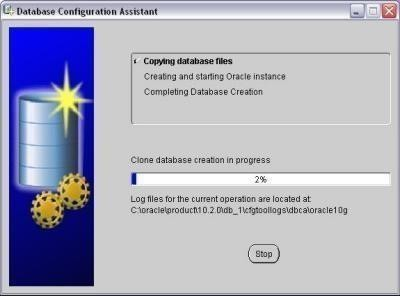 Database Configuration Assistant
Copying database files
Creating and starting Oracle instance
Completing Database Creation
Clone database creation in progress
2%
Log files for the current operation are located at:
C:\oracle\product\10.2.0\db_1\cfgtoollogs\dbca\oracle10g
Stop